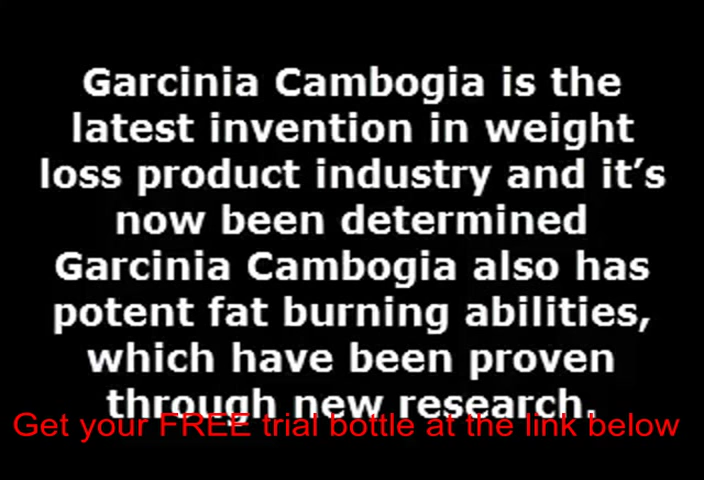 Garcinia Cambogia is the
latest invention in weight
loss product industry and it’s
now been determined
Garcinia Cambogia also has
potent fat burning abilities,
which have been proven
through new research.
Get your FREE trial bottle at the link below